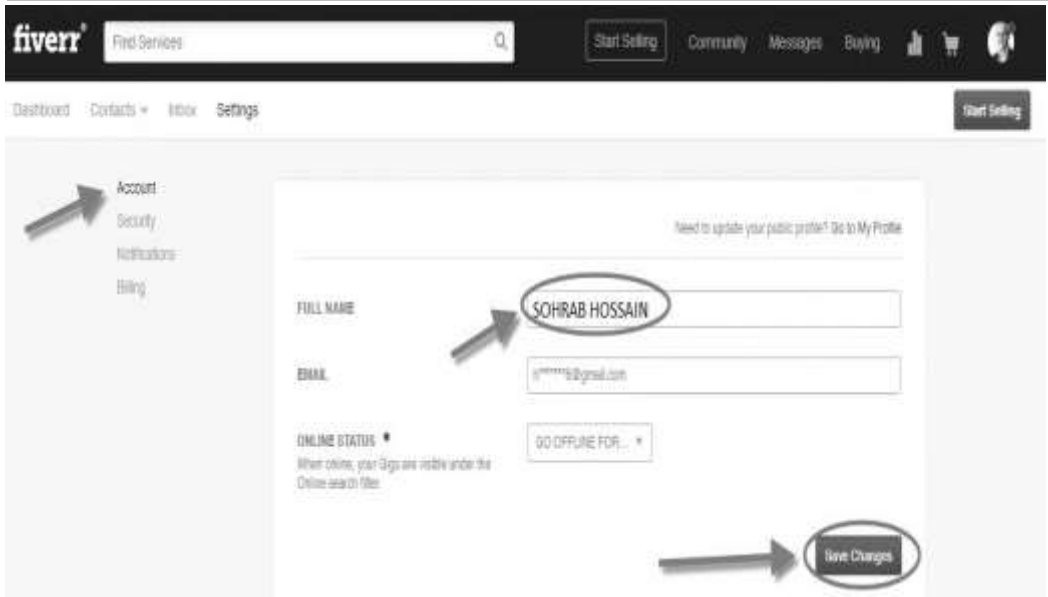 fiverr
Find Services
Start Selling
Community
Messages
Buying
Dashboard
Contacts
Inbox
Settings
Start Selling
Account
Security
Notifications
Billing
Need to update your public profile? Go to My Profile
FULL NAME
SOHRAB HOSSAIN
EMAIL
@gmail.com
ONLINE STATUS
GO OFFLINE FOR...
When online, your Gigs are visible under the
Online search filter.
Save Changes